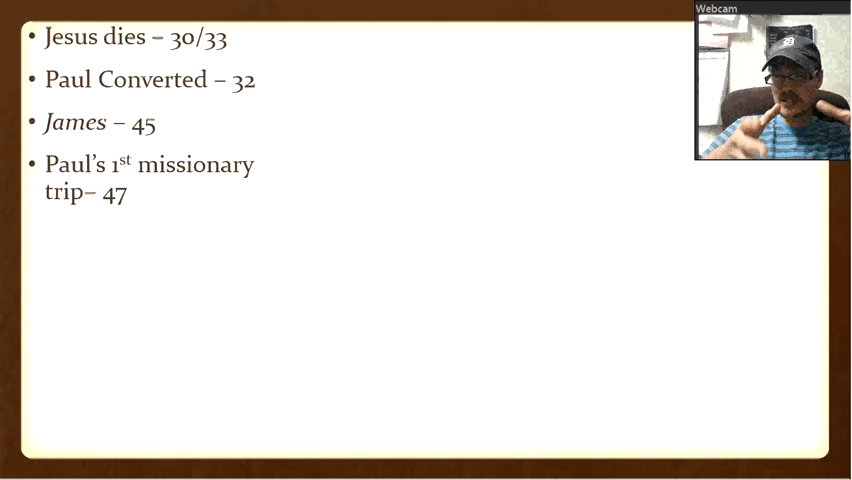 • Jesus dies – 30/33
• Paul Converted – 32
• James – 45
• Paul's 1st missionary
trip– 47
Webcam